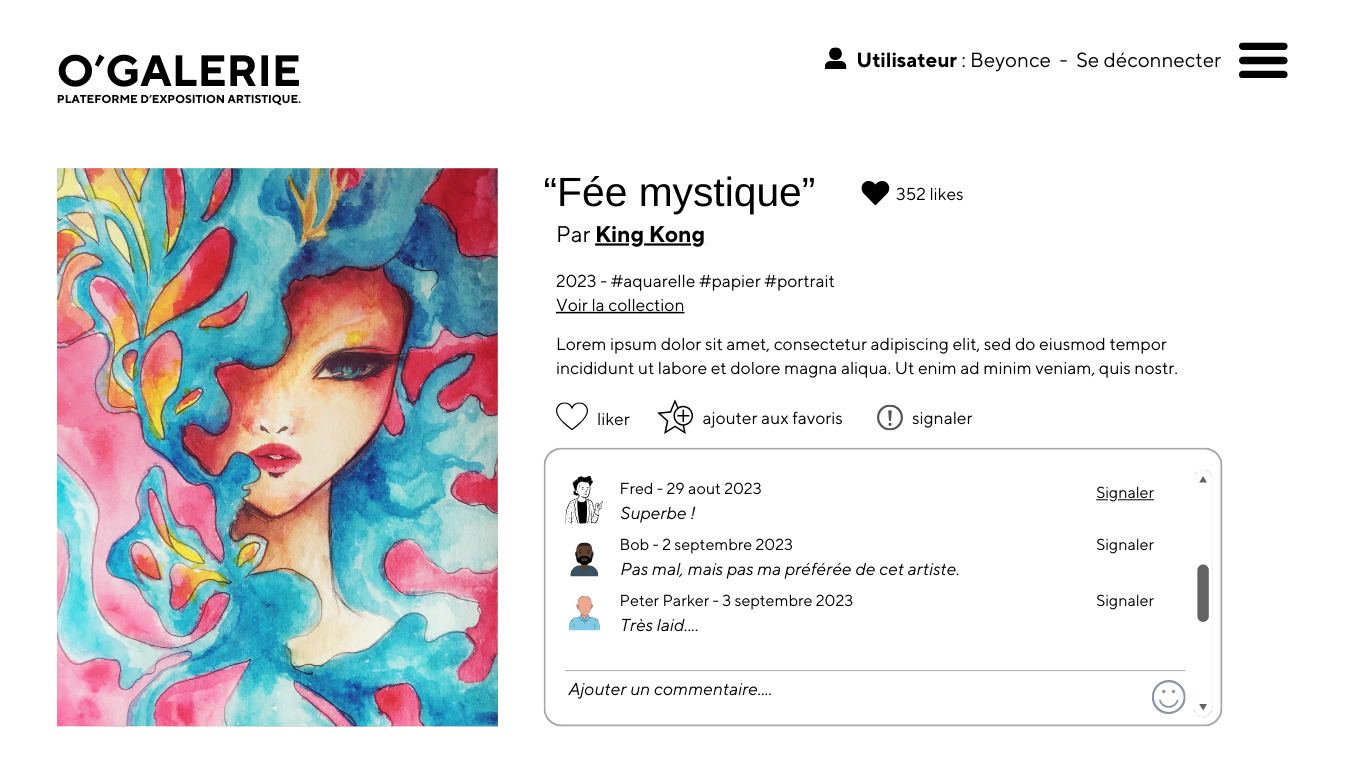 O'GALERIE
PLATEFORME D'EXPOSITION ARTISTIQUE.
Utilisateur : Beyonce - Se déconnecter
“Fée mystique”
352 likes
Par King Kong
2023 - #aquarelle #papier #portrait
Voir la collection
Lorem ipsum dolor sit amet, consectetur adipiscing elit, sed do eiusmod tempor
incididunt ut labore et dolore magna aliqua. Ut enim ad minim veniam, quis nostr.
liker
ajouter aux favoris
signaler
Fred - 29 aout 2023
Signaler
Superbe !
Bob - 2 septembre 2023
Signaler
Pas mal, mais pas ma préférée de cet artiste.
Peter Parker - 3 septembre 2023
Signaler
Très laid....
Ajouter un commentaire....